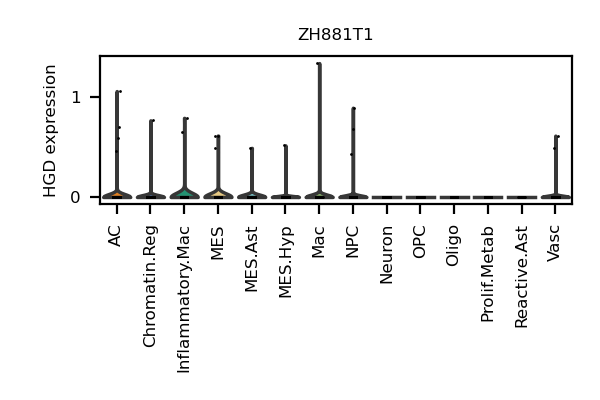 ZH881T1
HGD expression
1
0
AC
Chromatin.Reg
Inflammatory.Mac
MES
MES.Ast
MES.Hyp
Mac
NPC
Neuron
OPC
Oligo
Prolif.Metab
Reactive.Ast
Vasc